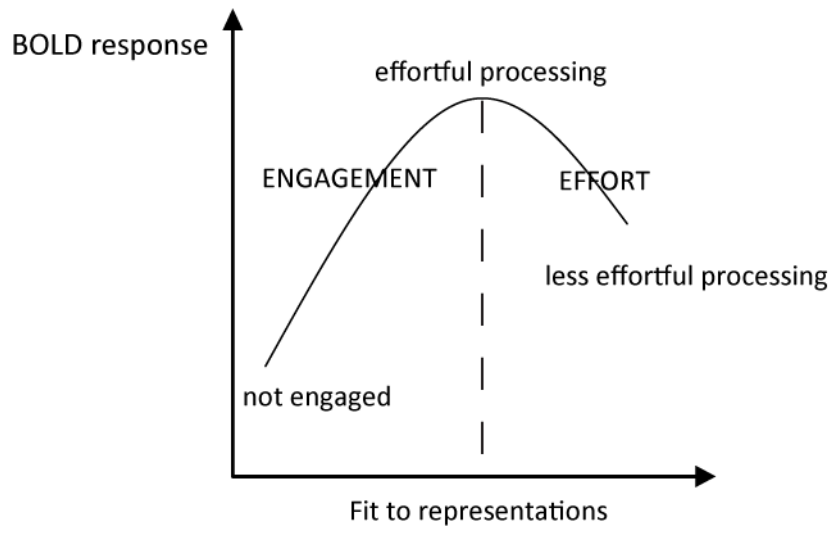 BOLD response
effortful processing
ENGAGEMENT
EFFORT
less effortful processing
not engaged
Fit to representations